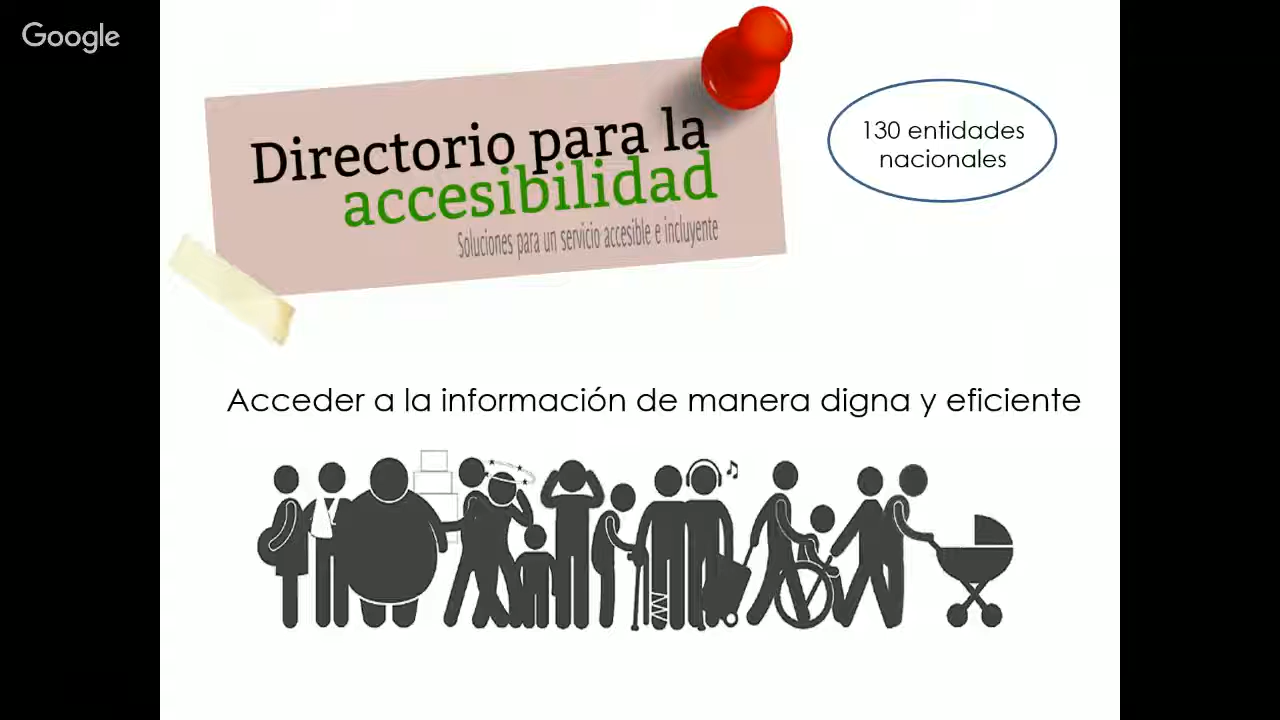 Google
Directorio para la
accesibilidad
Soluciones para un servicio accesible e incluyente
130 entidades
nacionales
Acceder a la información de manera digna y eficiente